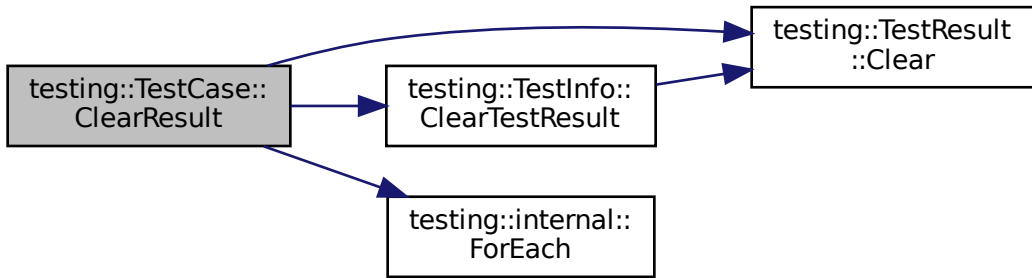 testing::TestCase::
ClearResult
testing::TestInfo::
ClearTestResult
testing::TestResult
::Clear
testing::internal::
ForEach